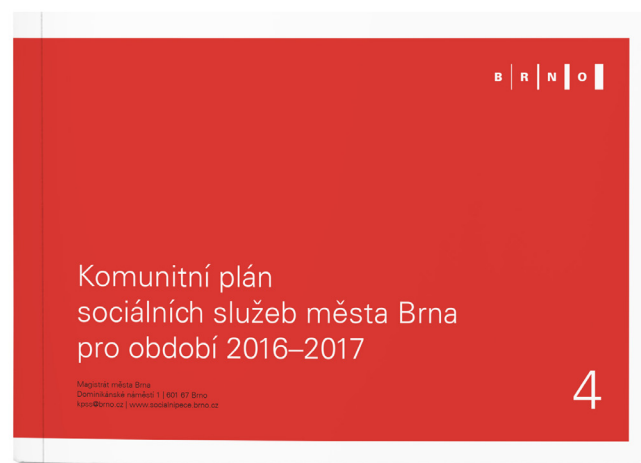 B R N O
Komunitní plán
sociálních služeb města Brna
pro období 2016–2017
Magistrát města Brna
Dominikánské náměstí 1 | 601 67 Brno
kpss@brno.cz | www.socialnipece.brno.cz
4